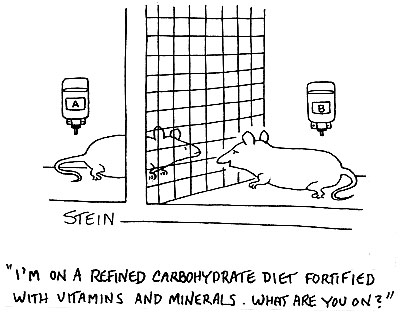 A
B
STEIN
"I'M ON A REFINED CARBOHYDRATE DIET FORTIFIED
WITH VITAMINS AND MINERALS. WHAT ARE YOU ON?"